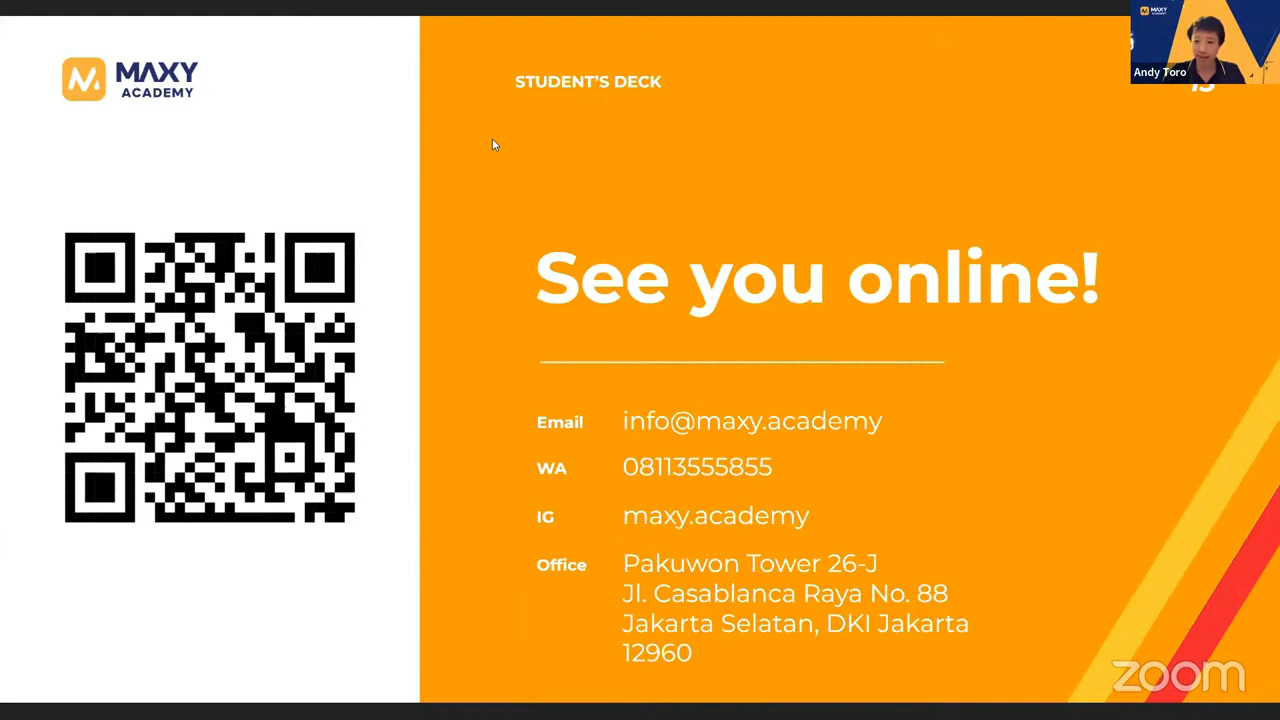 MAXY
ACADEMY
STUDENT'S DECK
MAXY
Andy Toro
See you online!
Email info@maxy.academy
WA 08113555855
IG maxy.academy
Office Pakuwon Tower 26-J
Jl. Casablanca Raya No. 88
Jakarta Selatan, DKI Jakarta
12960
zoom